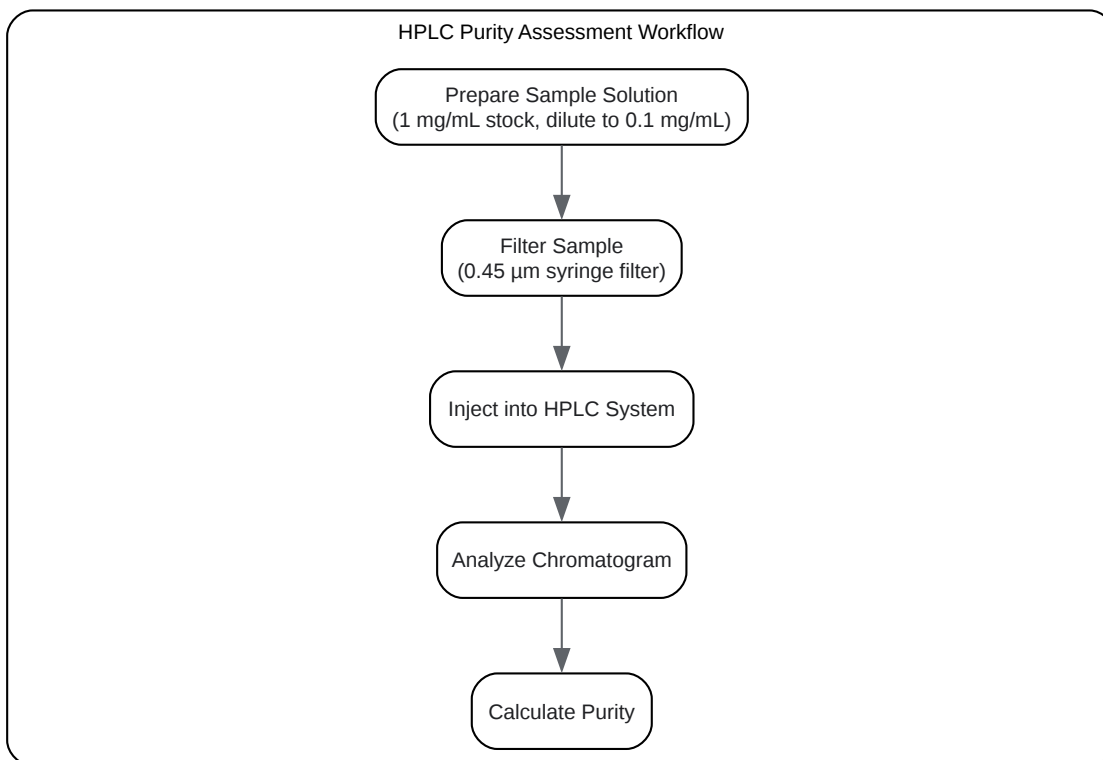 HPLC Purity Assessment Workflow
Prepare Sample Solution
(1 mg/mL stock, dilute to 0.1 mg/mL)
Filter Sample
(0.45 µm syringe filter)
Inject into HPLC System
Analyze Chromatogram
Calculate Purity